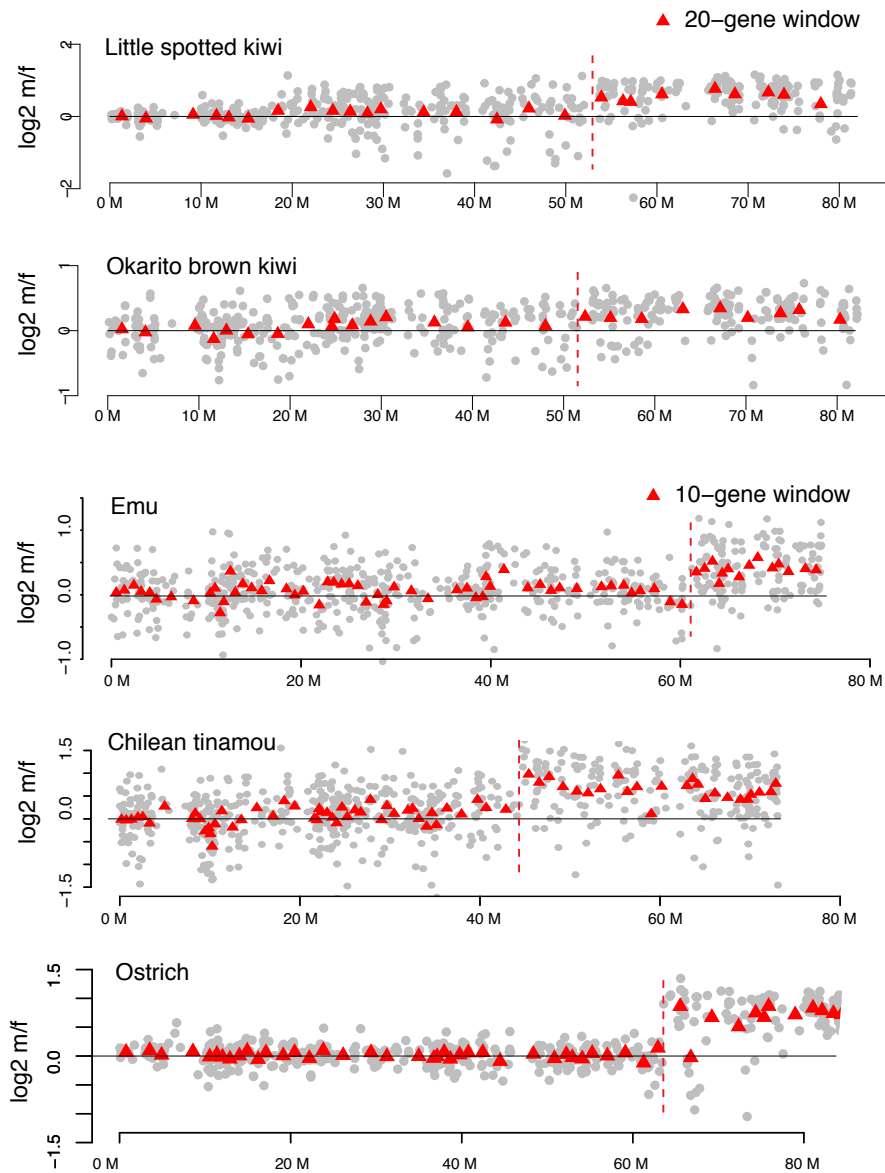 20−gene window
Little spotted kiwi
log2 m/f
2
0
−2
0 M 10 M 20 M 30 M 40 M 50 M 60 M 70 M 80 M
Okarito brown kiwi
log2 m/f
1
0
−1
0 M 10 M 20 M 30 M 40 M 50 M 60 M 70 M 80 M
10−gene window
Emu
log2 m/f
1.0
0.0
−1.0
0 M 20 M 40 M 60 M 80 M
Chilean tinamou
log2 m/f
1.5
0.0
−1.5
0 M 20 M 40 M 60 M 80 M
Ostrich
log2 m/f
1.5
0.0
−1.5
0 M 20 M 40 M 60 M 80 M